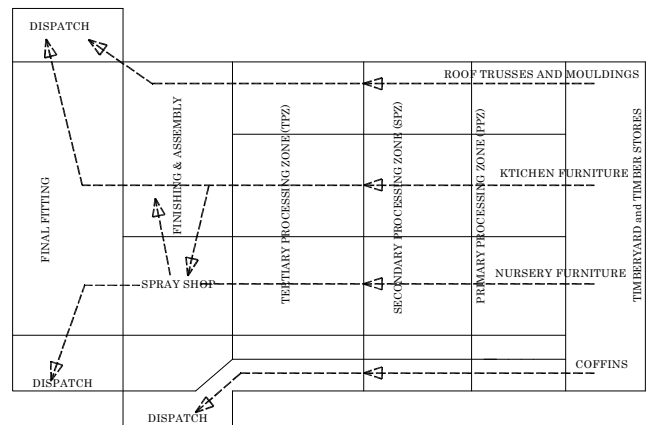 DISPATCH
ROOF TRUSSES AND MOULDINGS
FINISHING & ASSEMBLY
TERTIARY PROCESSING ZONE (TPZ)
SECONDARY PROCESSING ZONE (SPZ)
PRIMARY PROCESSING ZONE (PPZ)
TIMBERYARD and TIMBER STORES
KTICHEN FURNITURE
FINAL FITTING
NURSERY FURNITURE
SPRAY SHOP
COFFINS
DISPATCH
DISPATCH